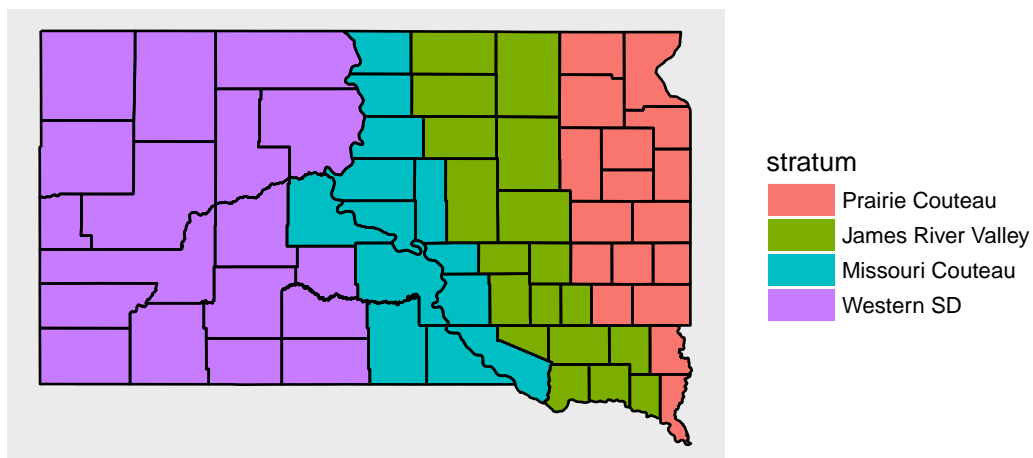 stratum
Prairie Couteau
James River Valley
Missouri Couteau
Western SD